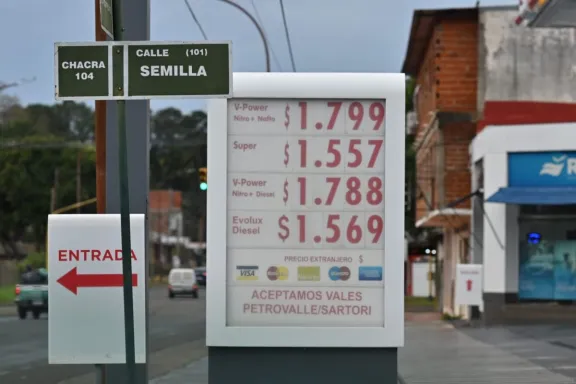 CHACRA
104
CALLE (101)
SEMILLA
ENTRADA
V-Power
Nitro+ Nafta
$ 1.799
Super
$ 1.557
V-Power
Nitro+ Diesel
$ 1.788
Evolux
Diesel
$ 1.569
PRECIO EXTRANJERO $
VISA
ACEPTAMOS VALES
PETROVALLE/SARTORI